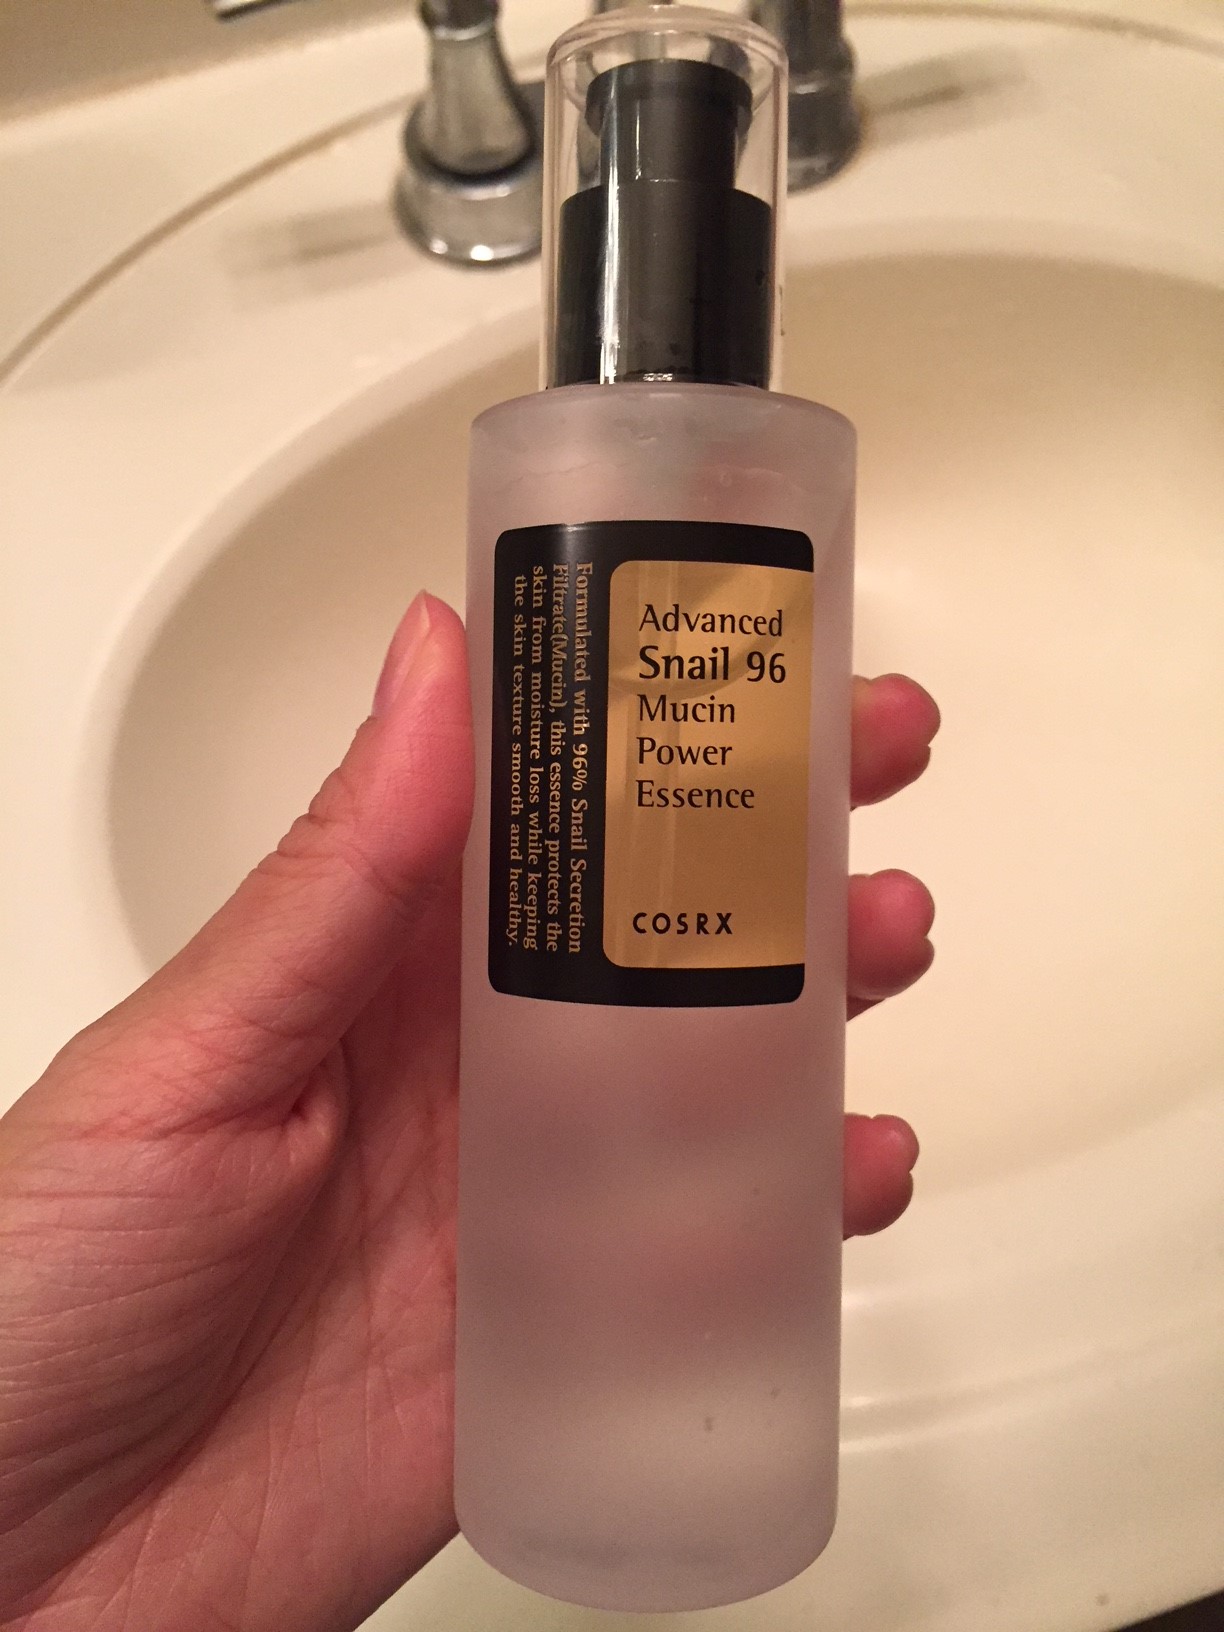 Advanced
Snail 96
Mucin
Power
Essence
COSRX
Formulated with 96% Snail Secretion
Filtrate(Mucin), this essence protects the
skin from moisture loss while keeping
the skin texture smooth and healthy.